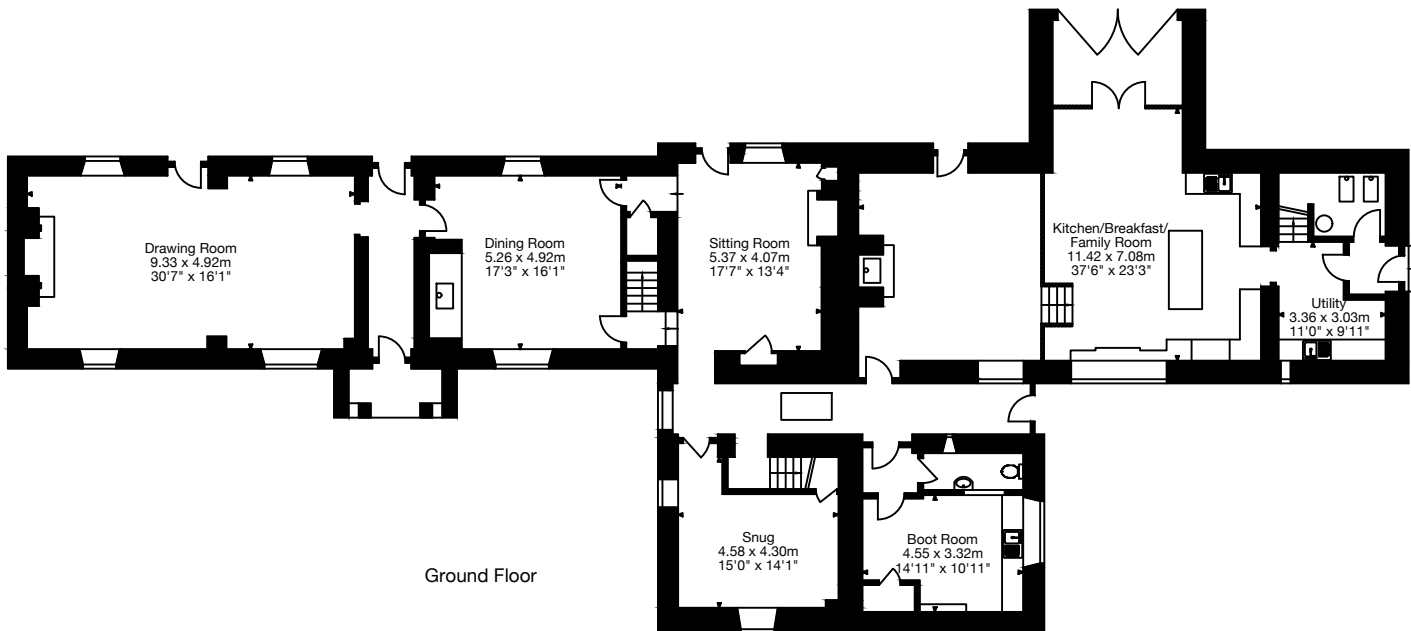 Drawing Room
9.33 x 4.92m
30'7" x 16'1"
Dining Room
5.26 x 4.92m
17'3" x 16'1"
Sitting Room
5.37 x 4.07m
17'7" x 13'4"
Kitchen/Breakfast/
Family Room
11.42 x 7.08m
37'6" x 23'3"
Utility
3.36 x 3.03m
11'0" x 9'11"
Snug
4.58 x 4.30m
15'0" x 14'1"
Boot Room
4.55 x 3.32m
14'11" x 10'11"
Ground Floor